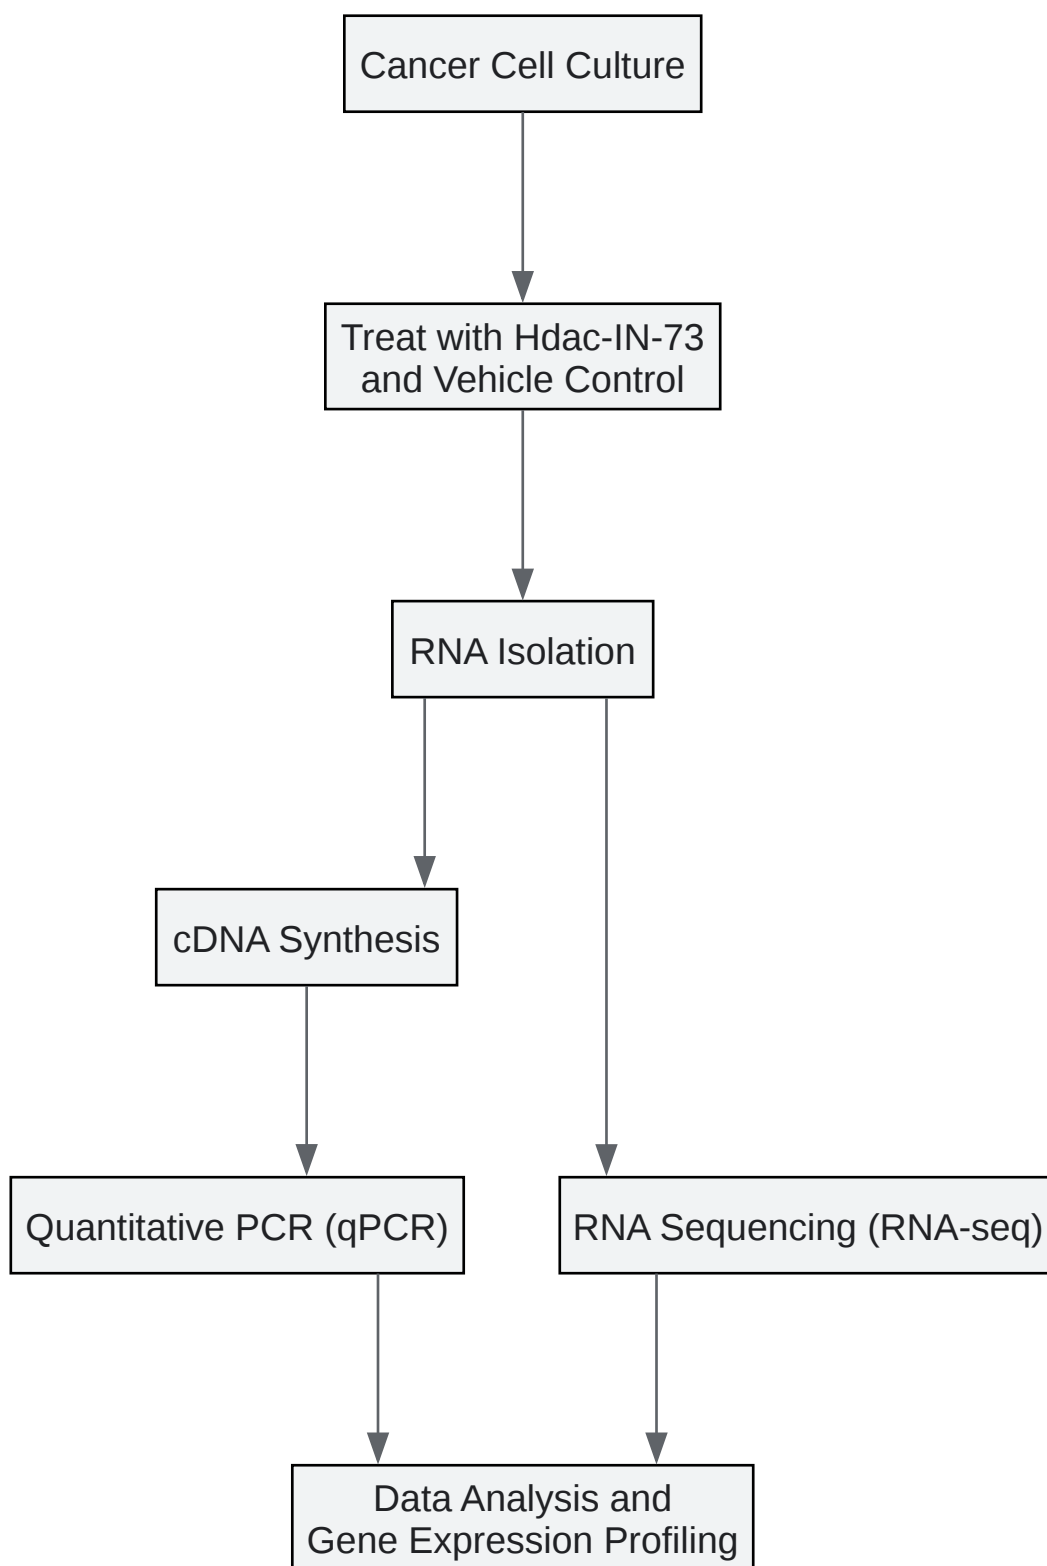 Cancer Cell Culture
Treat with Hdac-IN-73
and Vehicle Control
RNA Isolation
cDNA Synthesis
Quantitative PCR (qPCR)
RNA Sequencing (RNA-seq)
Data Analysis and
Gene Expression Profiling